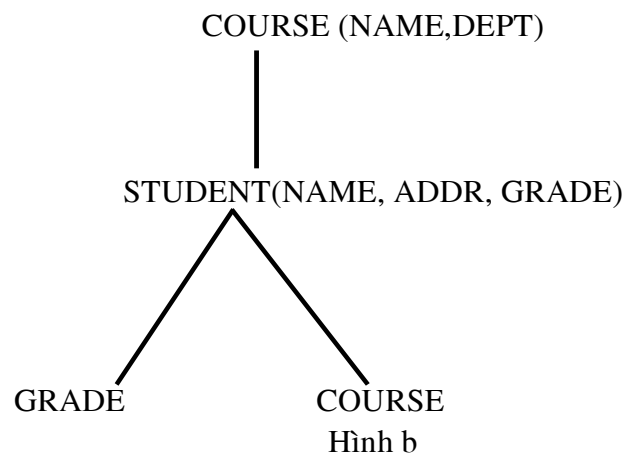 COURSE (NAME,DEPT)
STUDENT(NAME, ADDR, GRADE)
GRADE COURSE
Hình b